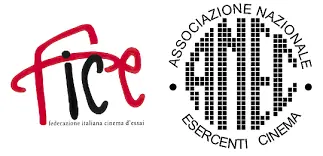 Fice
federazione italiana cinema d'essai
ASSOCIAZIONE NAZIONALE
ANEC
ESERCENTI CINEMA